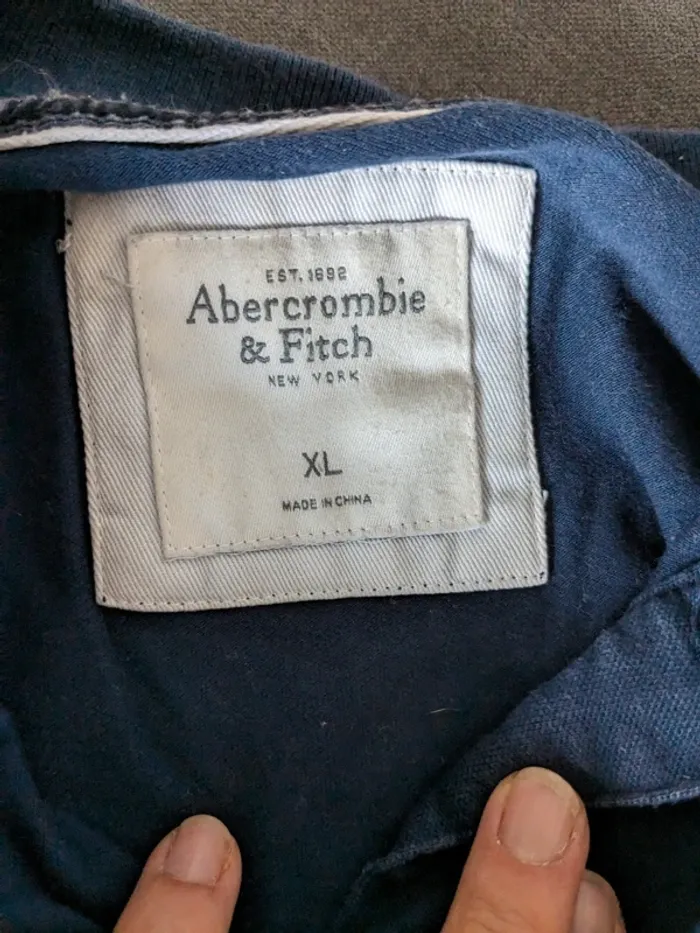 EST. 1892
Abercrombie
& Fitch
NEW YORK
XL
MADE IN CHINA